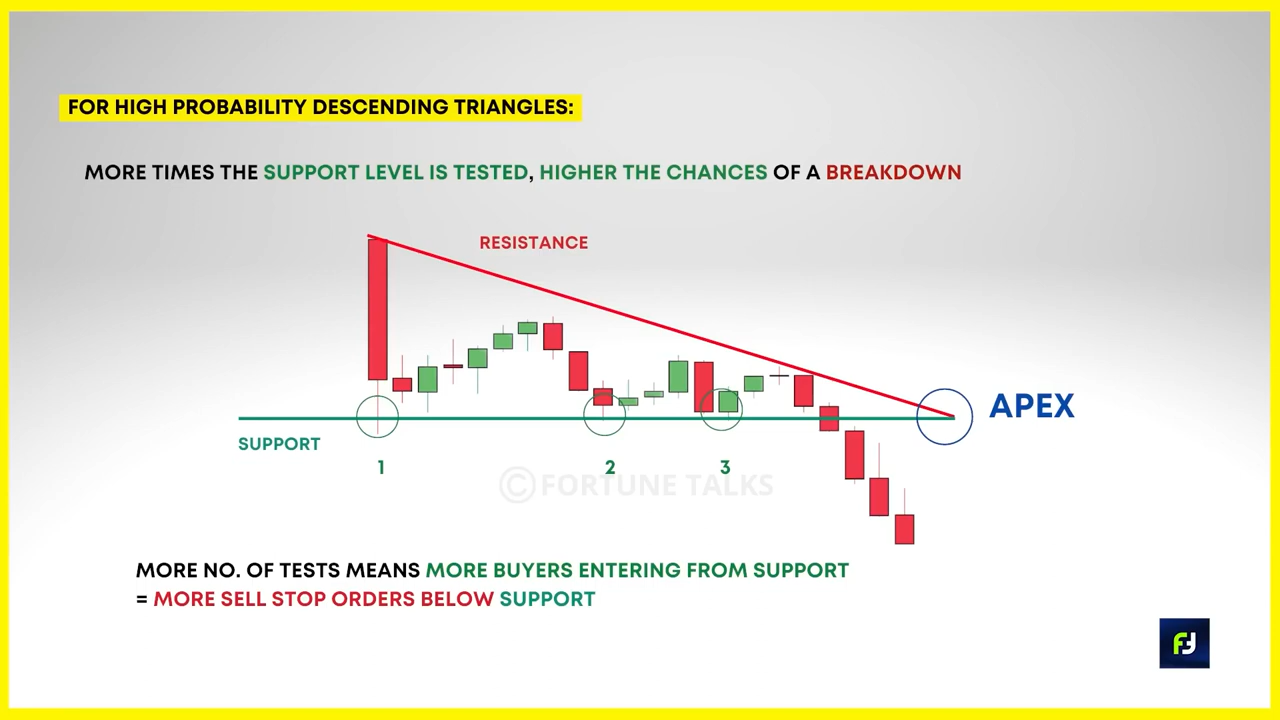 FOR HIGH PROBABILITY DESCENDING TRIANGLES:
MORE TIMES THE SUPPORT LEVEL IS TESTED, HIGHER THE CHANCES OF A BREAKDOWN
RESISTANCE
APEX
SUPPORT
1 2 3
© FORTUNE TALKS
MORE NO. OF TESTS MEANS MORE BUYERS ENTERING FROM SUPPORT
= MORE SELL STOP ORDERS BELOW SUPPORT